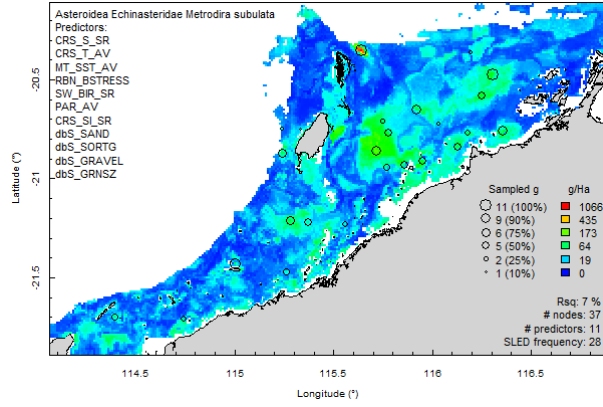 Asteroidea Echinasteridae Metrodira subulata
Predictors:
CRS_S_SR
CRS_T_AV
MT_SST_AV
RBN_BSTRESS
SW_BIR_SR
PAR_AV
CRS_SI_SR
dbS_SAND
dbS_SORTG
dbS_GRAVEL
dbS_GRNSZ
20.5
21
21.5
Latitude (°)
Sampled g g/Ha
11 (100%) 1066
9 (90%) 435
6 (75%) 173
5 (50%) 64
2 (25%) 19
1 (10%) 0
Rsq: 7 %
# nodes: 37
# predictors: 11
SLED frequency: 28
114.5 115 115.5 116 116.5
Longitude (°)